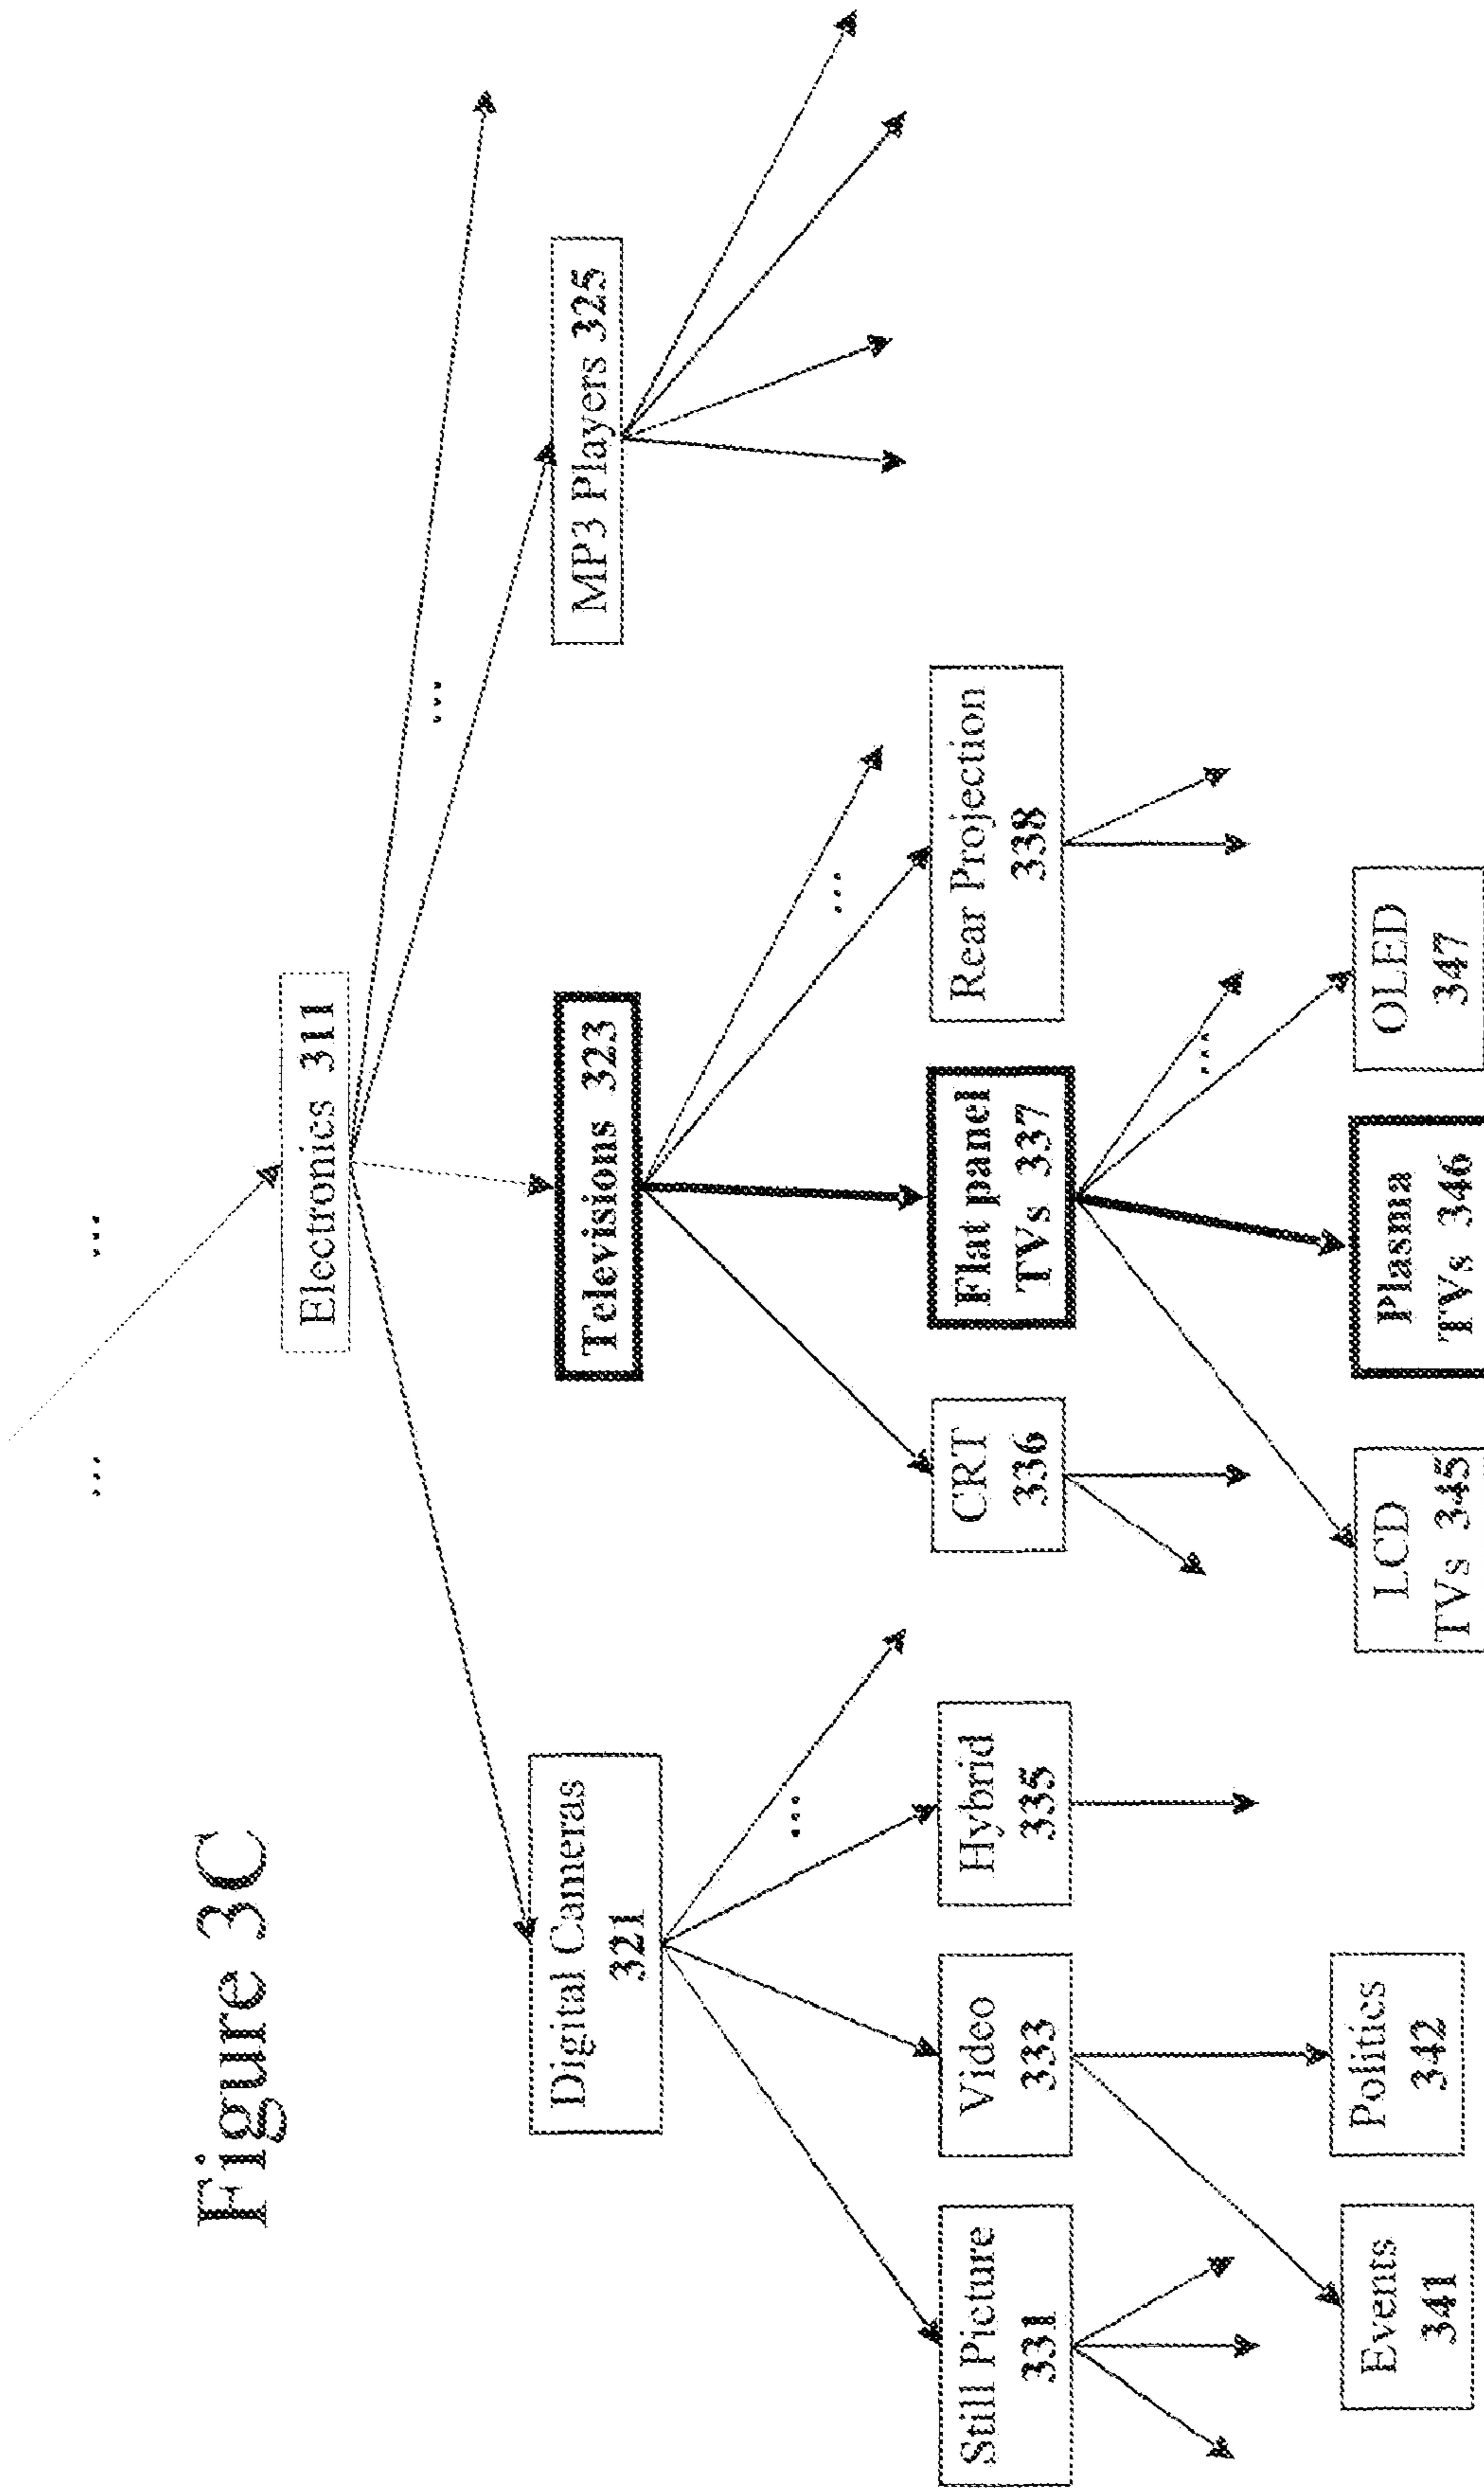 Figure 3C
...
...
Electronics 311
...
Digital Cameras
321
Televisions 323
MP3 Players 325
...
...
Still Picture
331
Video
333
Hybrid
335
CRT
336
Flat panel
TVs 337
Rear Projection
338
...
Events
341
Politics
342
LCD
TVs 345
Plasma
TVs 346
OLED
347